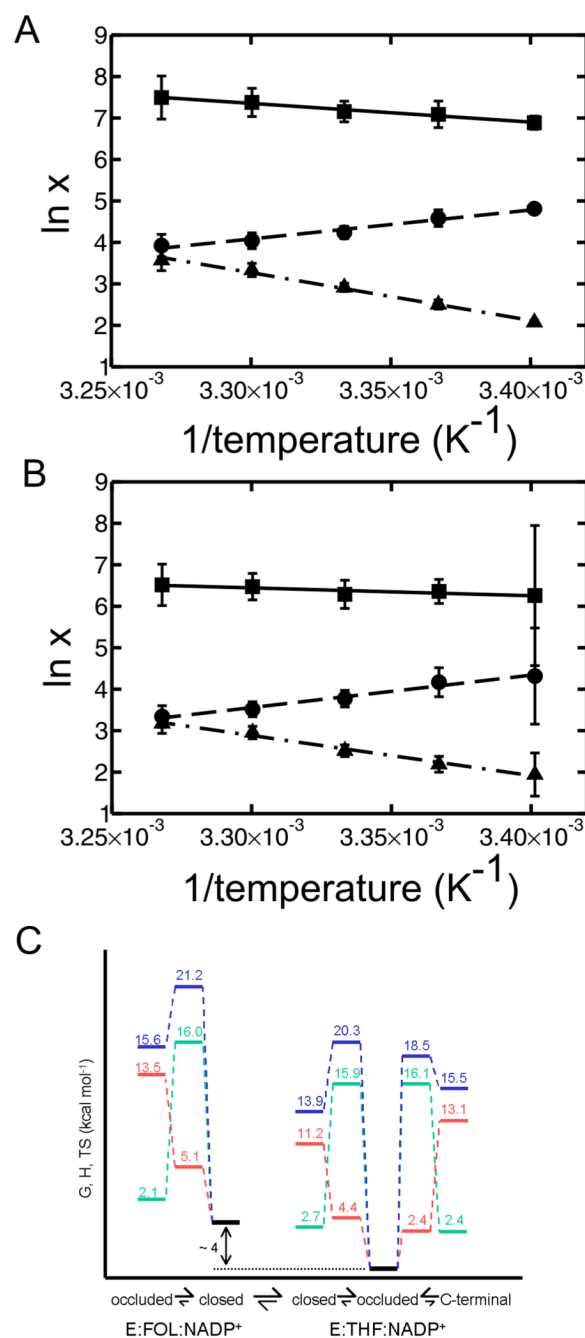 A
9
8
7
6
5
4
3
2
1
ln x
3.25×10⁻³ 3.30×10⁻³ 3.35×10⁻³ 3.40×10⁻³
1/temperature (K⁻¹)
B
9
8
7
6
5
4
3
2
1
ln x
3.25×10⁻³ 3.30×10⁻³ 3.35×10⁻³ 3.40×10⁻³
1/temperature (K⁻¹)
C
G, H, TS (kcal mol⁻¹)
21.2
15.6 16.0 20.3 18.5
13.5 13.9 15.9 16.1 15.5
11.2 13.1
5.1
2.1 2.7 4.4 2.4 2.4
~ 4
occluded ⇌ closed ⇌ closed ⇌ occluded ⇌ C-terminal
E:FOL:NADP⁺ E:THF:NADP⁺